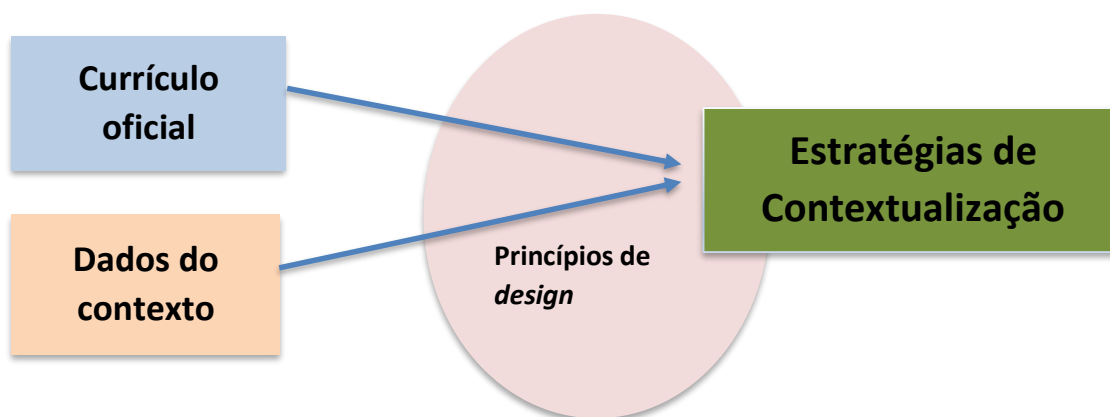 Currículo
oficial
Dados do
contexto
Princípios de
design
Estratégias de
Contextualização